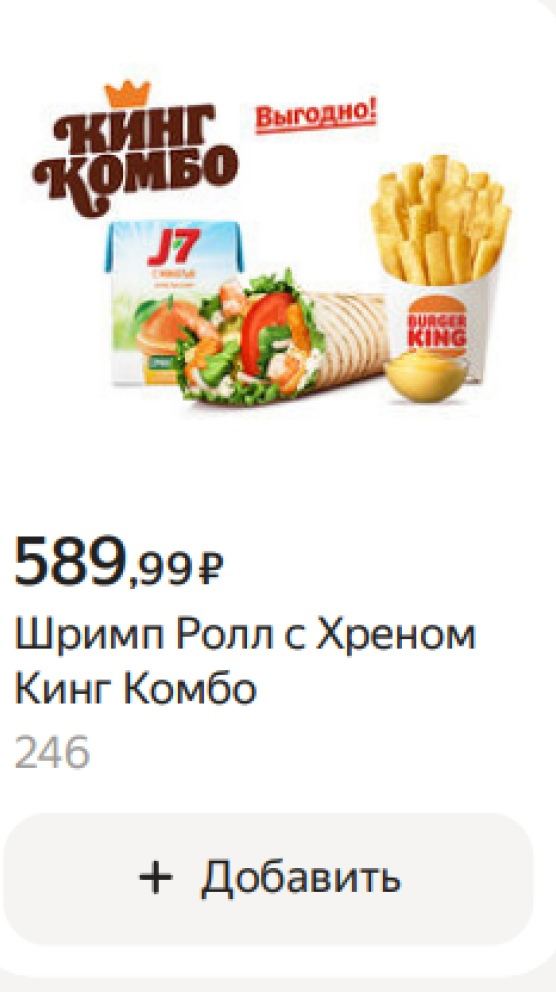 КИНГ
КОМБО
Выгодно!
J7
BURGER
KING
589,99 ₽
Шримп Ролл с Хреном
Кинг Комбо
246
+ Добавить